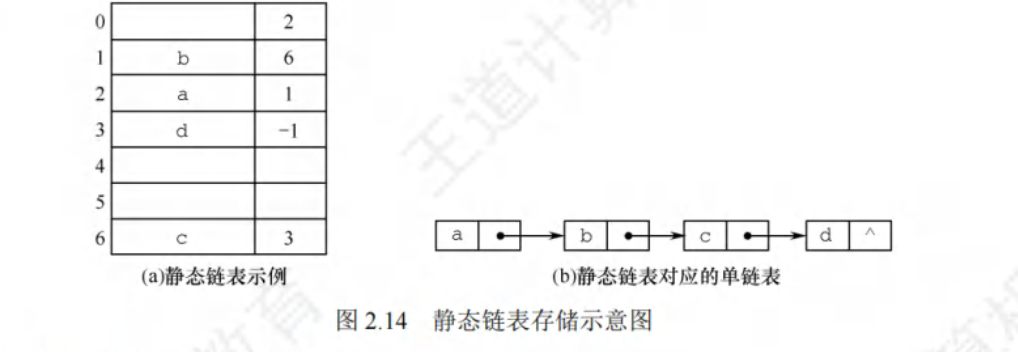 0 2
1 b 6
2 a 1
3 d -1
4
5
6 c 3
a b c d ^
(a)静态链表示例 (b)静态链表对应的单链表
图 2.14 静态链表存储示意图
王道计算
教育